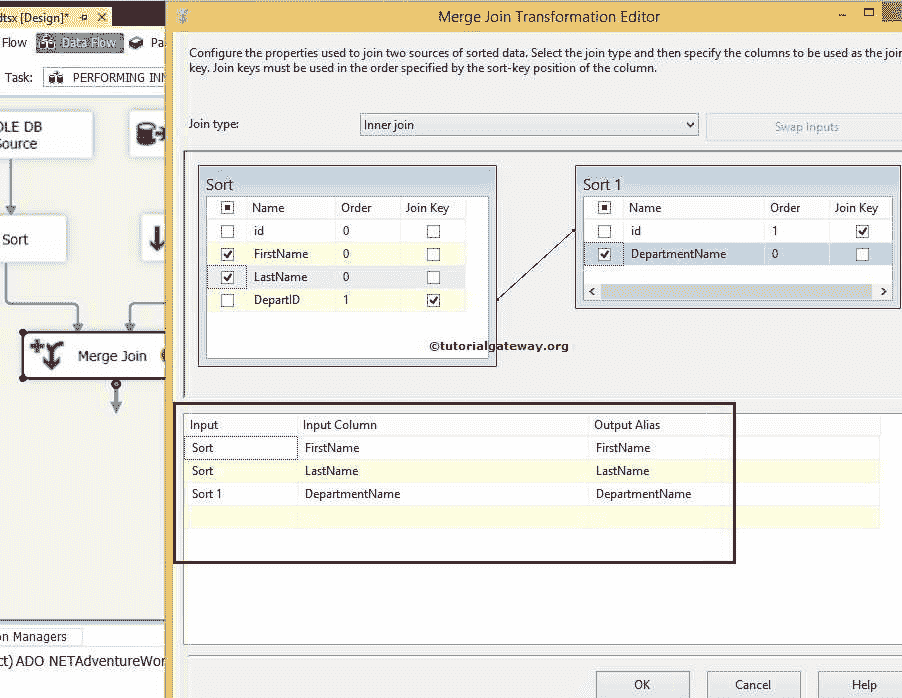 dtsx [Design]*
Merge Join Transformation Editor
Flow
Data Flow
Pa
Configure the properties used to join two sources of sorted data. Select the join type and then specify the columns to be used as the join
key. Join keys must be used in the order specified by the sort-key position of the column.
Task:
PERFORMING INN
Join type:
Inner join
Swap Inputs
OLE DB
Source
Sort
Merge Join
Sort
Name Order Join Key
id 0
FirstName 0
LastName 0
DepartID 1
Sort 1
Name Order Join Key
id 1
DepartmentName 0
©tutorialgateway.org
Input Input Column Output Alias
Sort FirstName FirstName
Sort LastName LastName
Sort 1 DepartmentName DepartmentName
on Managers
ct) ADO NETAdventureWor
OK
Cancel
Help